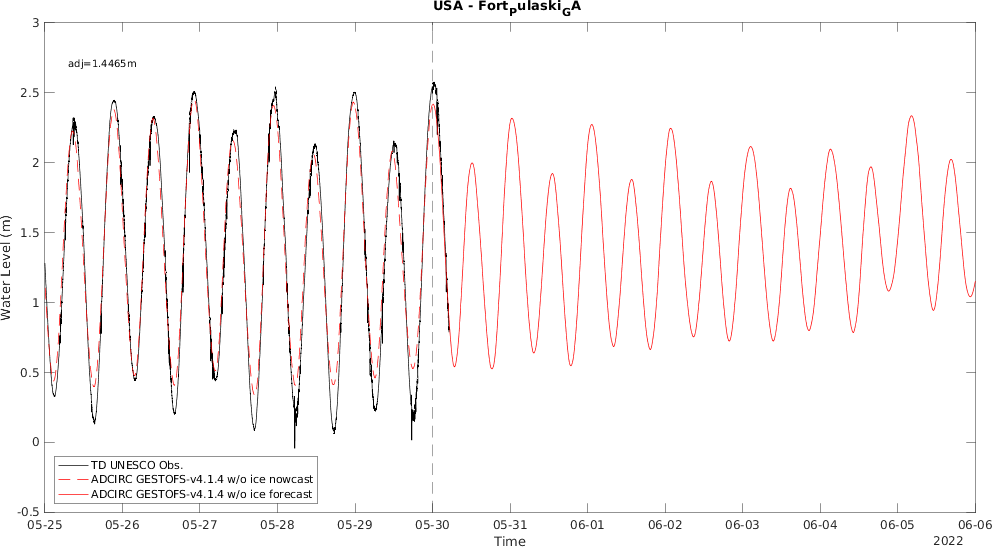 USA - FortPulaskiGA
3
adj=1.4465m
2.5
2
1.5
1
0.5
0
-0.5
Water Level (m)
TD UNESCO Obs.
ADCIRC GESTOFS-v4.1.4 w/o ice nowcast
ADCIRC GESTOFS-v4.1.4 w/o ice forecast
05-25 05-26 05-27 05-28 05-29 05-30 05-31 06-01 06-02 06-03 06-04 06-05 06-06
Time
2022